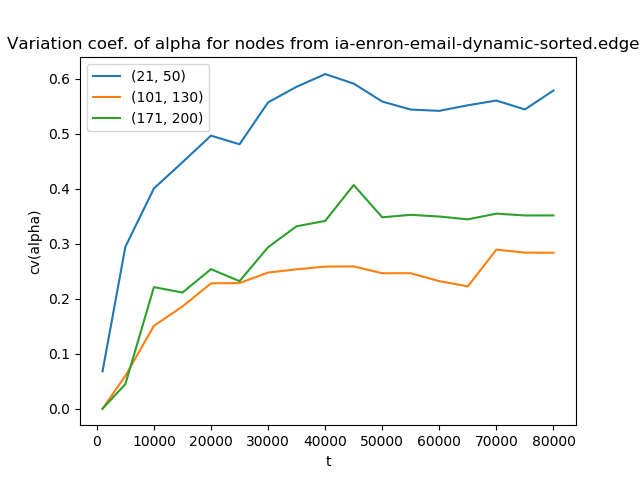 Variation coef. of alpha for nodes from ia-enron-email-dynamic-sorted.edge
(21, 50)
(101, 130)
(171, 200)
cv(alpha)
0.6
0.5
0.4
0.3
0.2
0.1
0.0
0 10000 20000 30000 40000 50000 60000 70000 80000
t